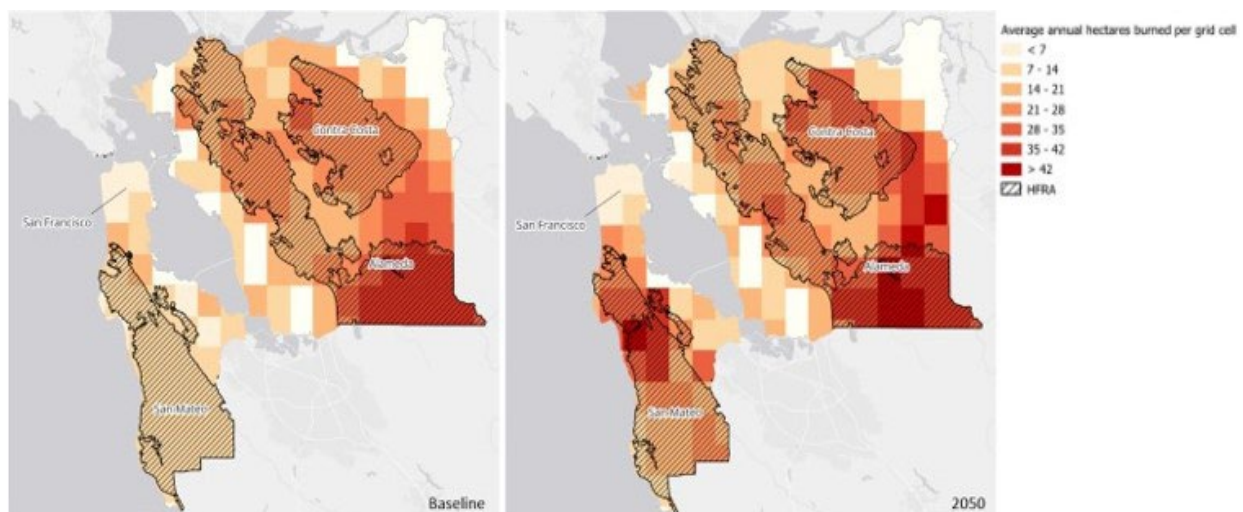 Contra Costa
San Francisco
Alameda
San Mateo
Baseline
Contra Costa
San Francisco
Alameda
San Mateo
2050
Average annual hectares burned per grid cell
< 7
7 - 14
14 - 21
21 - 28
28 - 35
35 - 42
> 42
HFRA